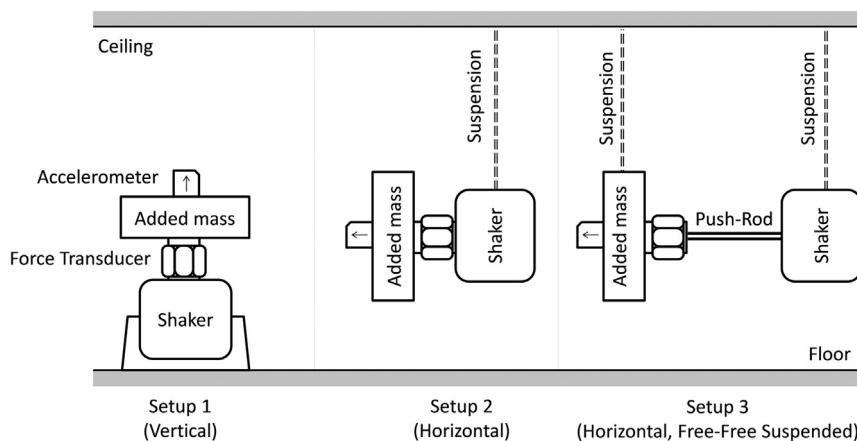 Ceiling
Accelerometer
Added mass
Force Transducer
Shaker
Suspension
Added mass
Shaker
Suspension
Suspension
Added mass
Push-Rod
Shaker
Floor
Setup 1
(Vertical)
Setup 2
(Horizontal)
Setup 3
(Horizontal, Free-Free Suspended)